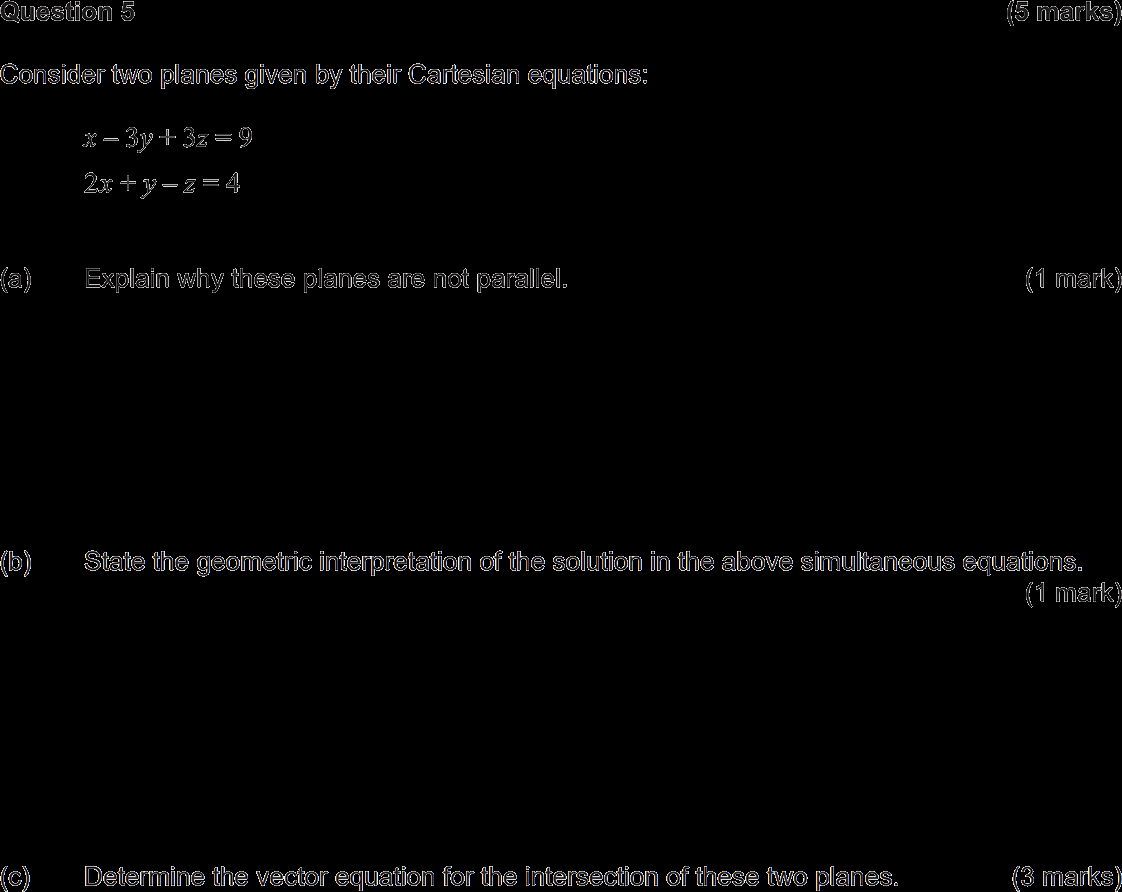 Question 5 (5 marks)
Consider two planes given by their Cartesian equations:
x – 3y + 3z = 9
2x + y – z = 4
(a) Explain why these planes are not parallel. (1 mark)
(b) State the geometric interpretation of the solution in the above simultaneous equations.
(1 mark)
(c) Determine the vector equation for the intersection of these two planes. (3 marks)